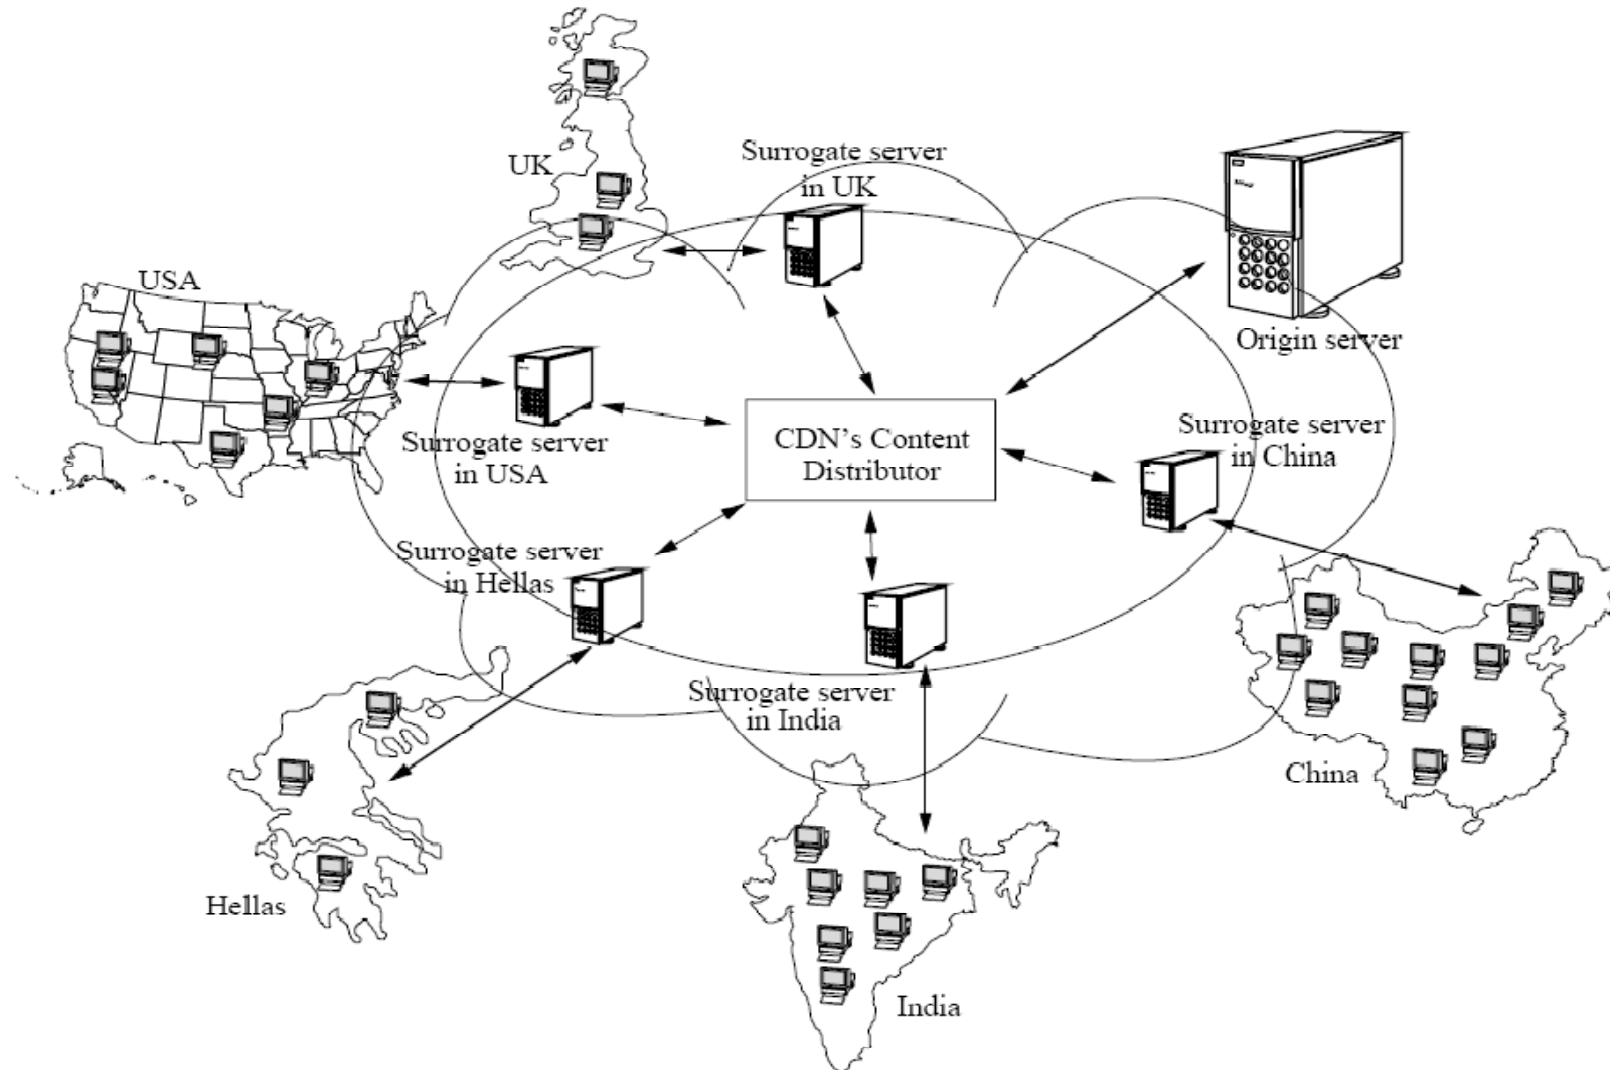 UK
Surrogate server
in UK
USA
Origin server
Surrogate server
in USA
CDN's Content
Distributor
Surrogate server
in China
Surrogate server
in Hellas
Surrogate server
in India
China
Hellas
India